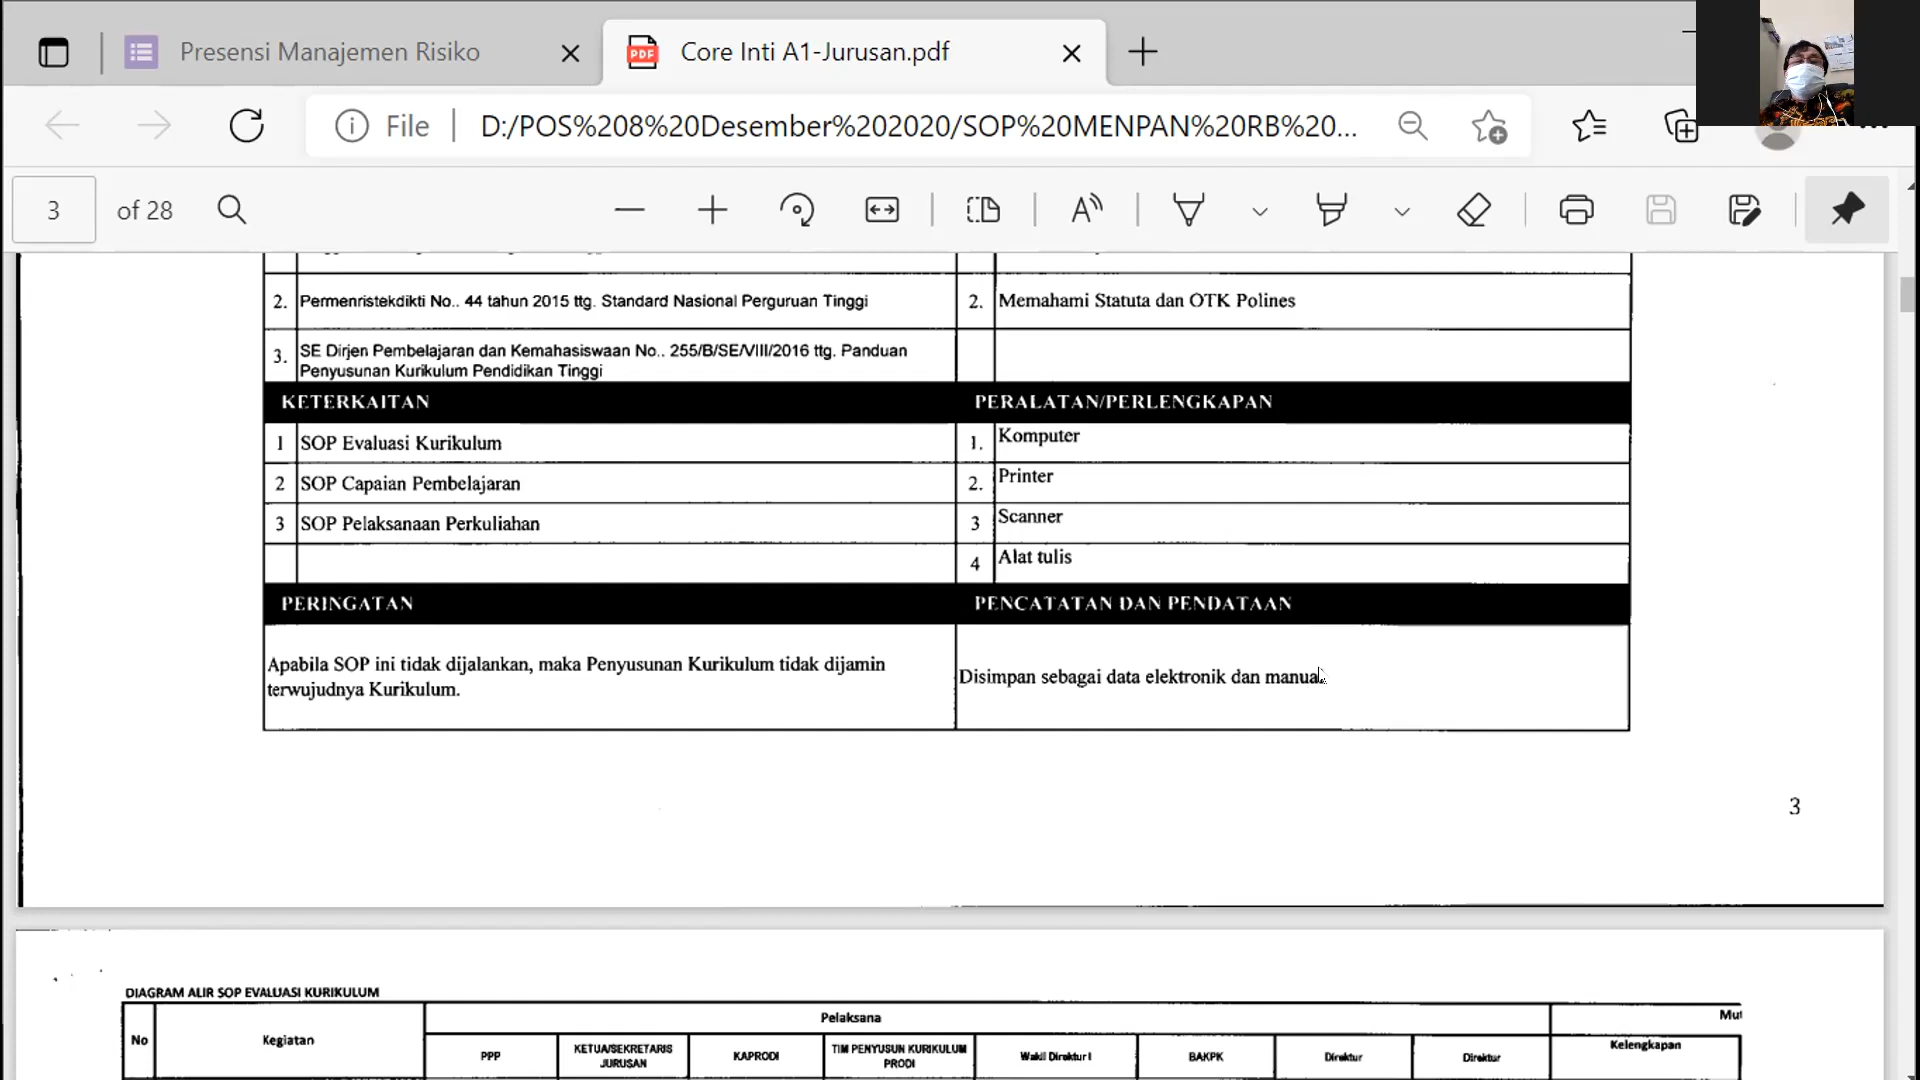 Presensi Manajemen Risiko
PDF
Core Inti A1-Jurusan.pdf
File
D:/POS%208%20Desember%202020/SOP%20MENPAN%20RB%20...
3 of 28
2. Permenristekdikti No.. 44 tahun 2015 ttg. Standard Nasional Perguruan Tinggi
2. Memahami Statuta dan OTK Polines
3. SE Dirjen Pembelajaran dan Kemahasiswaan No.. 255/B/SE/VIII/2016 ttg. Panduan
Penyusunan Kurikulum Pendidikan Tinggi
KETERKAITAN
PERALATAN/PERLENGKAPAN
1 SOP Evaluasi Kurikulum
1. Komputer
2 SOP Capaian Pembelajaran
2. Printer
3 SOP Pelaksanaan Perkuliahan
3 Scanner
4 Alat tulis
PERINGATAN
PENCATATAN DAN PENDATAAN
Apabila SOP ini tidak dijalankan, maka Penyusunan Kurikulum tidak dijamin
terwujudnya Kurikulum.
Disimpan sebagai data elektronik dan manual.
3
DIAGRAM ALIR SOP EVALUASI KURIKULUM
No
Kegiatan
Pelaksana
Mut
PPP
KETUA/SEKRETARIS
JURUSAN
KAPRODI
TIM PENYUSUN KURIKULUM
PRODI
Wakil Direktur I
BAKPK
Direktur
Direktur
Kelengkapan